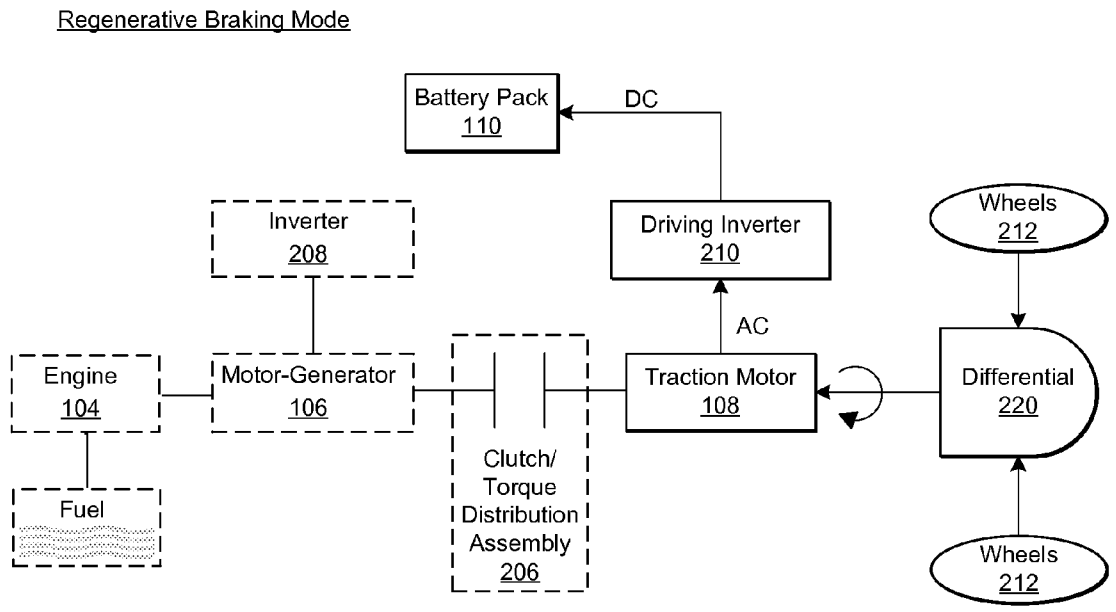 Regenerative Braking Mode
Battery Pack
110
DC
Inverter
208
Driving Inverter
210
Wheels
212
AC
Engine
104
Motor-Generator
106
Traction Motor
108
Differential
220
Clutch/
Torque
Distribution
Assembly
206
Fuel
Wheels
212